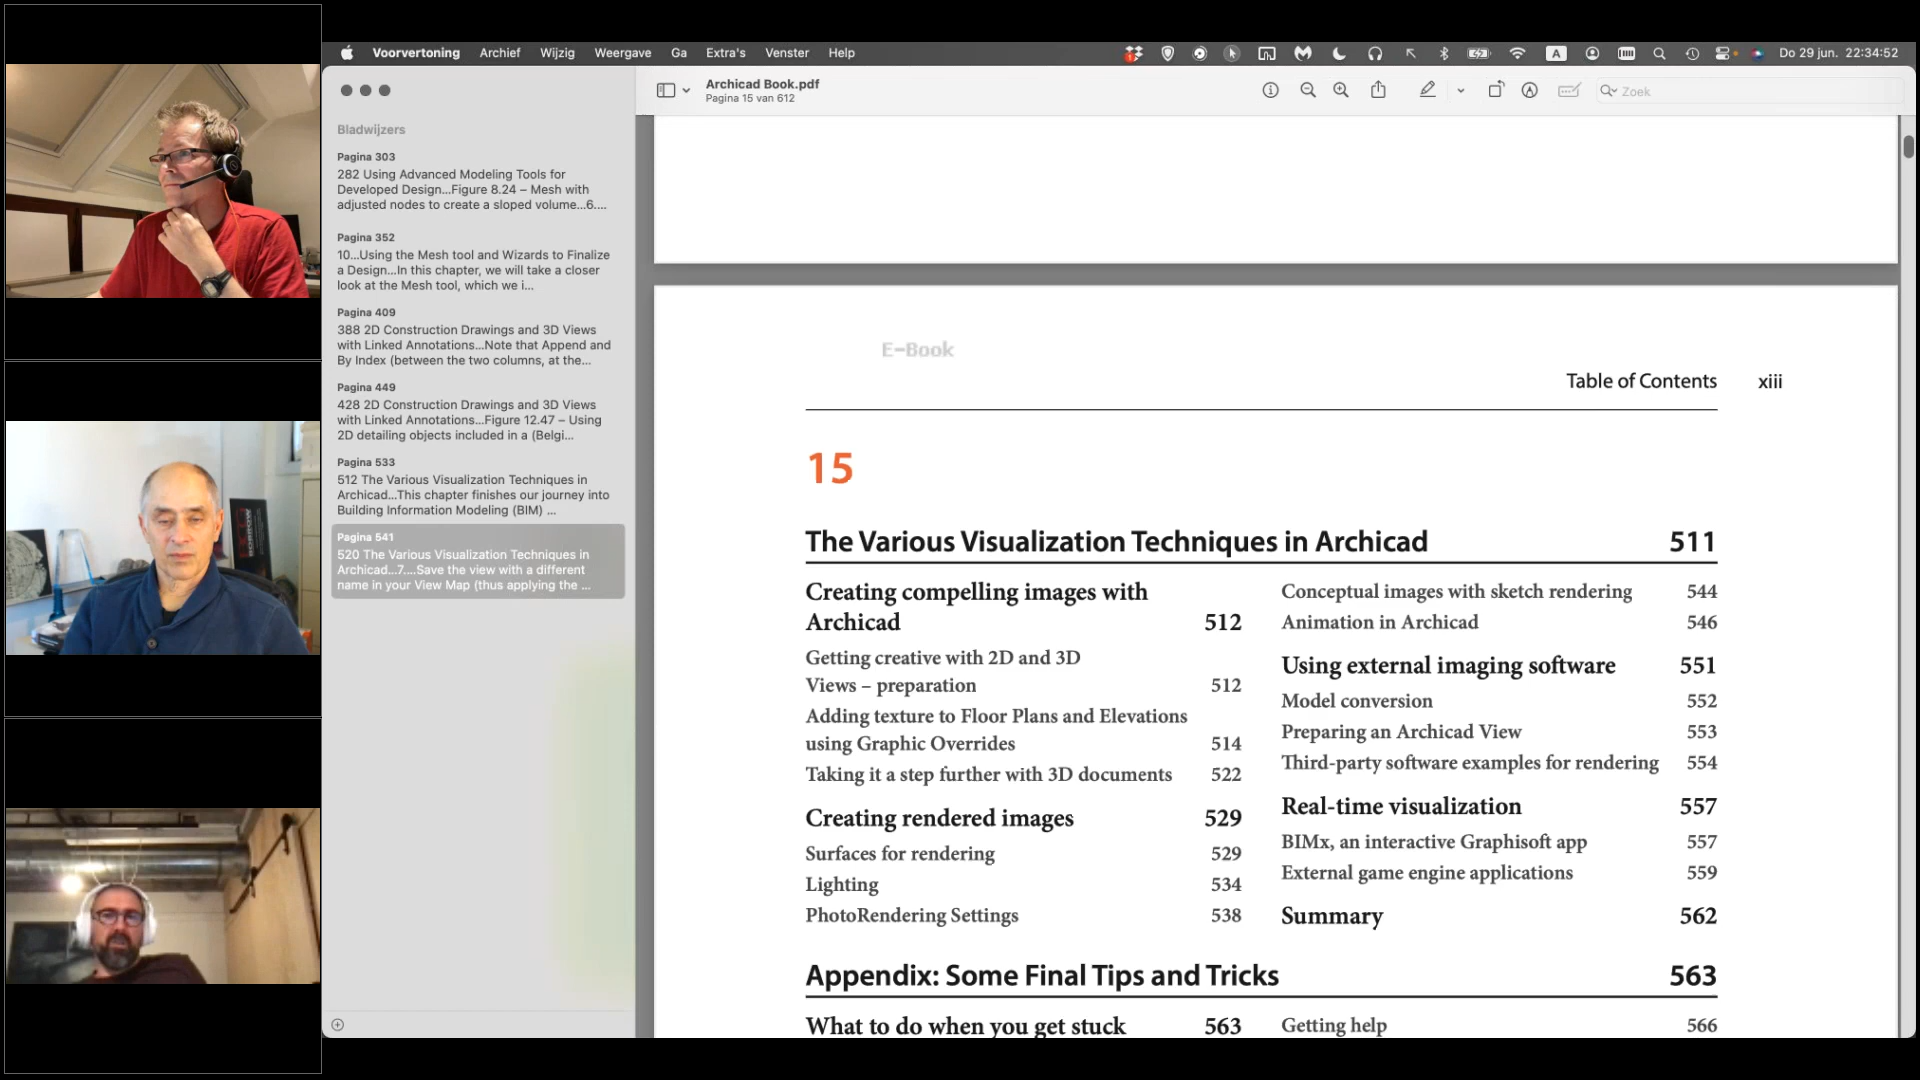 Voorvertoning Archief Wijzig Weergave Ga Extra's Venster Help
A
Do 29 jun. 22:34:52
Archicad Book.pdf
Pagina 15 van 612
Zoek
Bladwijzers
Pagina 303
282 Using Advanced Modeling Tools for
Developed Design...Figure 8.24 – Mesh with
adjusted nodes to create a sloped volume...6....
Pagina 352
10...Using the Mesh tool and Wizards to Finalize
a Design...In this chapter, we will take a closer
look at the Mesh tool, which we i...
Pagina 409
388 2D Construction Drawings and 3D Views
with Linked Annotations...Note that Append and
By Index (between the two columns, at the...
Pagina 449
428 2D Construction Drawings and 3D Views
with Linked Annotations...Figure 12.47 – Using
2D detailing objects included in a (Belgi...
Pagina 533
512 The Various Visualization Techniques in
Archicad...This chapter finishes our journey into
Building Information Modeling (BIM) ...
Pagina 541
520 The Various Visualization Techniques in
Archicad...7....Save the view with a different
name in your View Map (thus applying the ...
E-Book
Table of Contents xiii
15
The Various Visualization Techniques in Archicad 511
Creating compelling images with
Archicad 512
Getting creative with 2D and 3D
Views – preparation 512
Adding texture to Floor Plans and Elevations
using Graphic Overrides 514
Taking it a step further with 3D documents 522
Creating rendered images 529
Surfaces for rendering 529
Lighting 534
PhotoRendering Settings 538
Conceptual images with sketch rendering 544
Animation in Archicad 546
Using external imaging software 551
Model conversion 552
Preparing an Archicad View 553
Third-party software examples for rendering 554
Real-time visualization 557
BIMx, an interactive Graphisoft app 557
External game engine applications 559
Summary 562
Appendix: Some Final Tips and Tricks 563
What to do when you get stuck 563
Getting help 566